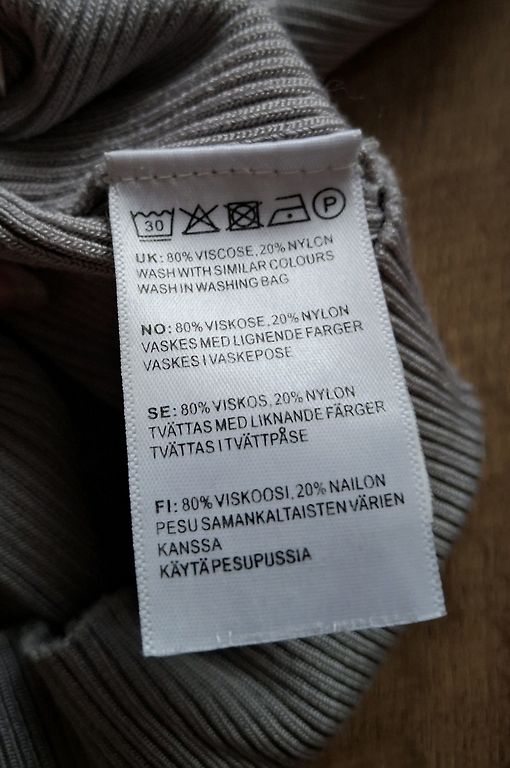 30 P
UK: 80% VISCOSE, 20% NYLON
WASH WITH SIMILAR COLOURS
WASH IN WASHING BAG
NO: 80% VISKOSE, 20% NYLON
VASKES MED LIGNENDE FARGER
VASKES I VASKEPOSE
SE: 80% VISKOS, 20% NYLON
TVÄTTAS MED LIKNANDE FÄRGER
TVÄTTAS I TVÄTTPÅSE
FI: 80% VISKOOSI, 20% NAILON
PESU SAMANKALTAISTEN VÄRIEN
KANSSA
KÄYTÄ PESUPUSSIA